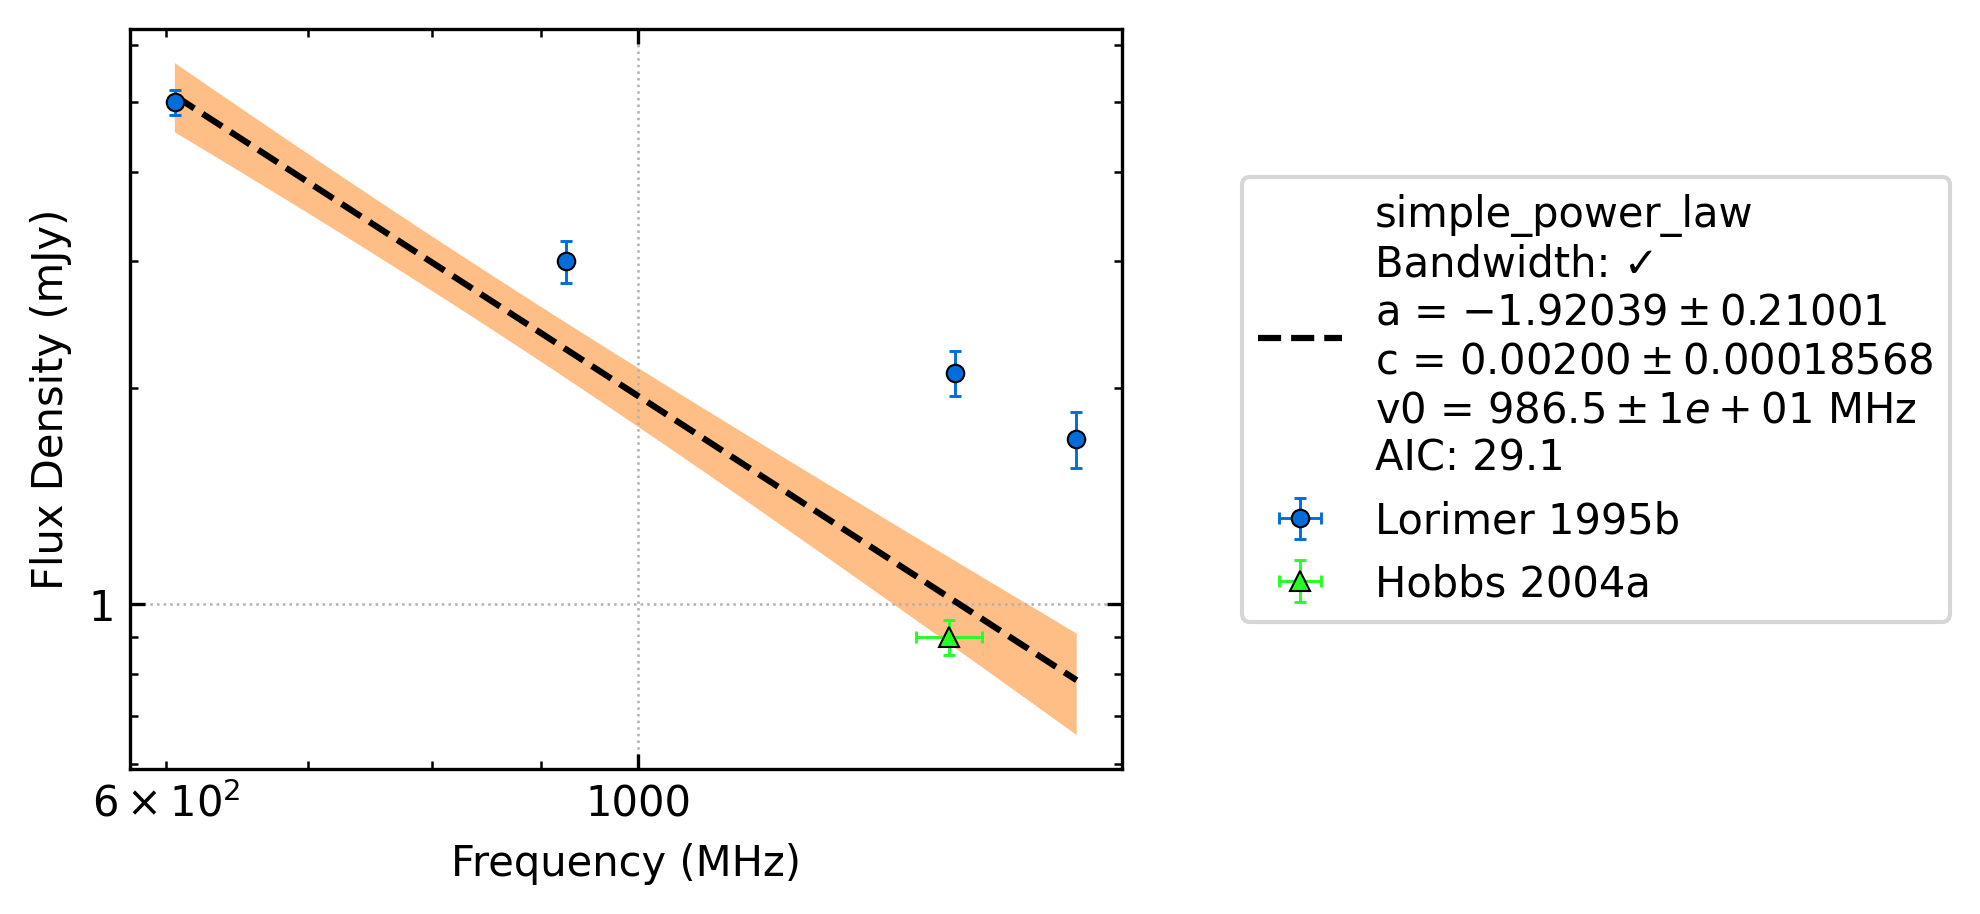 Flux Density (mJy)
1
6 × 10²
1000
Frequency (MHz)
simple_power_law
Bandwidth: ✓
a = −1.92039 ± 0.21001
c = 0.00200 ± 0.00018568
v0 = 986.5 ± 1e + 01 MHz
AIC: 29.1
Lorimer 1995b
Hobbs 2004a